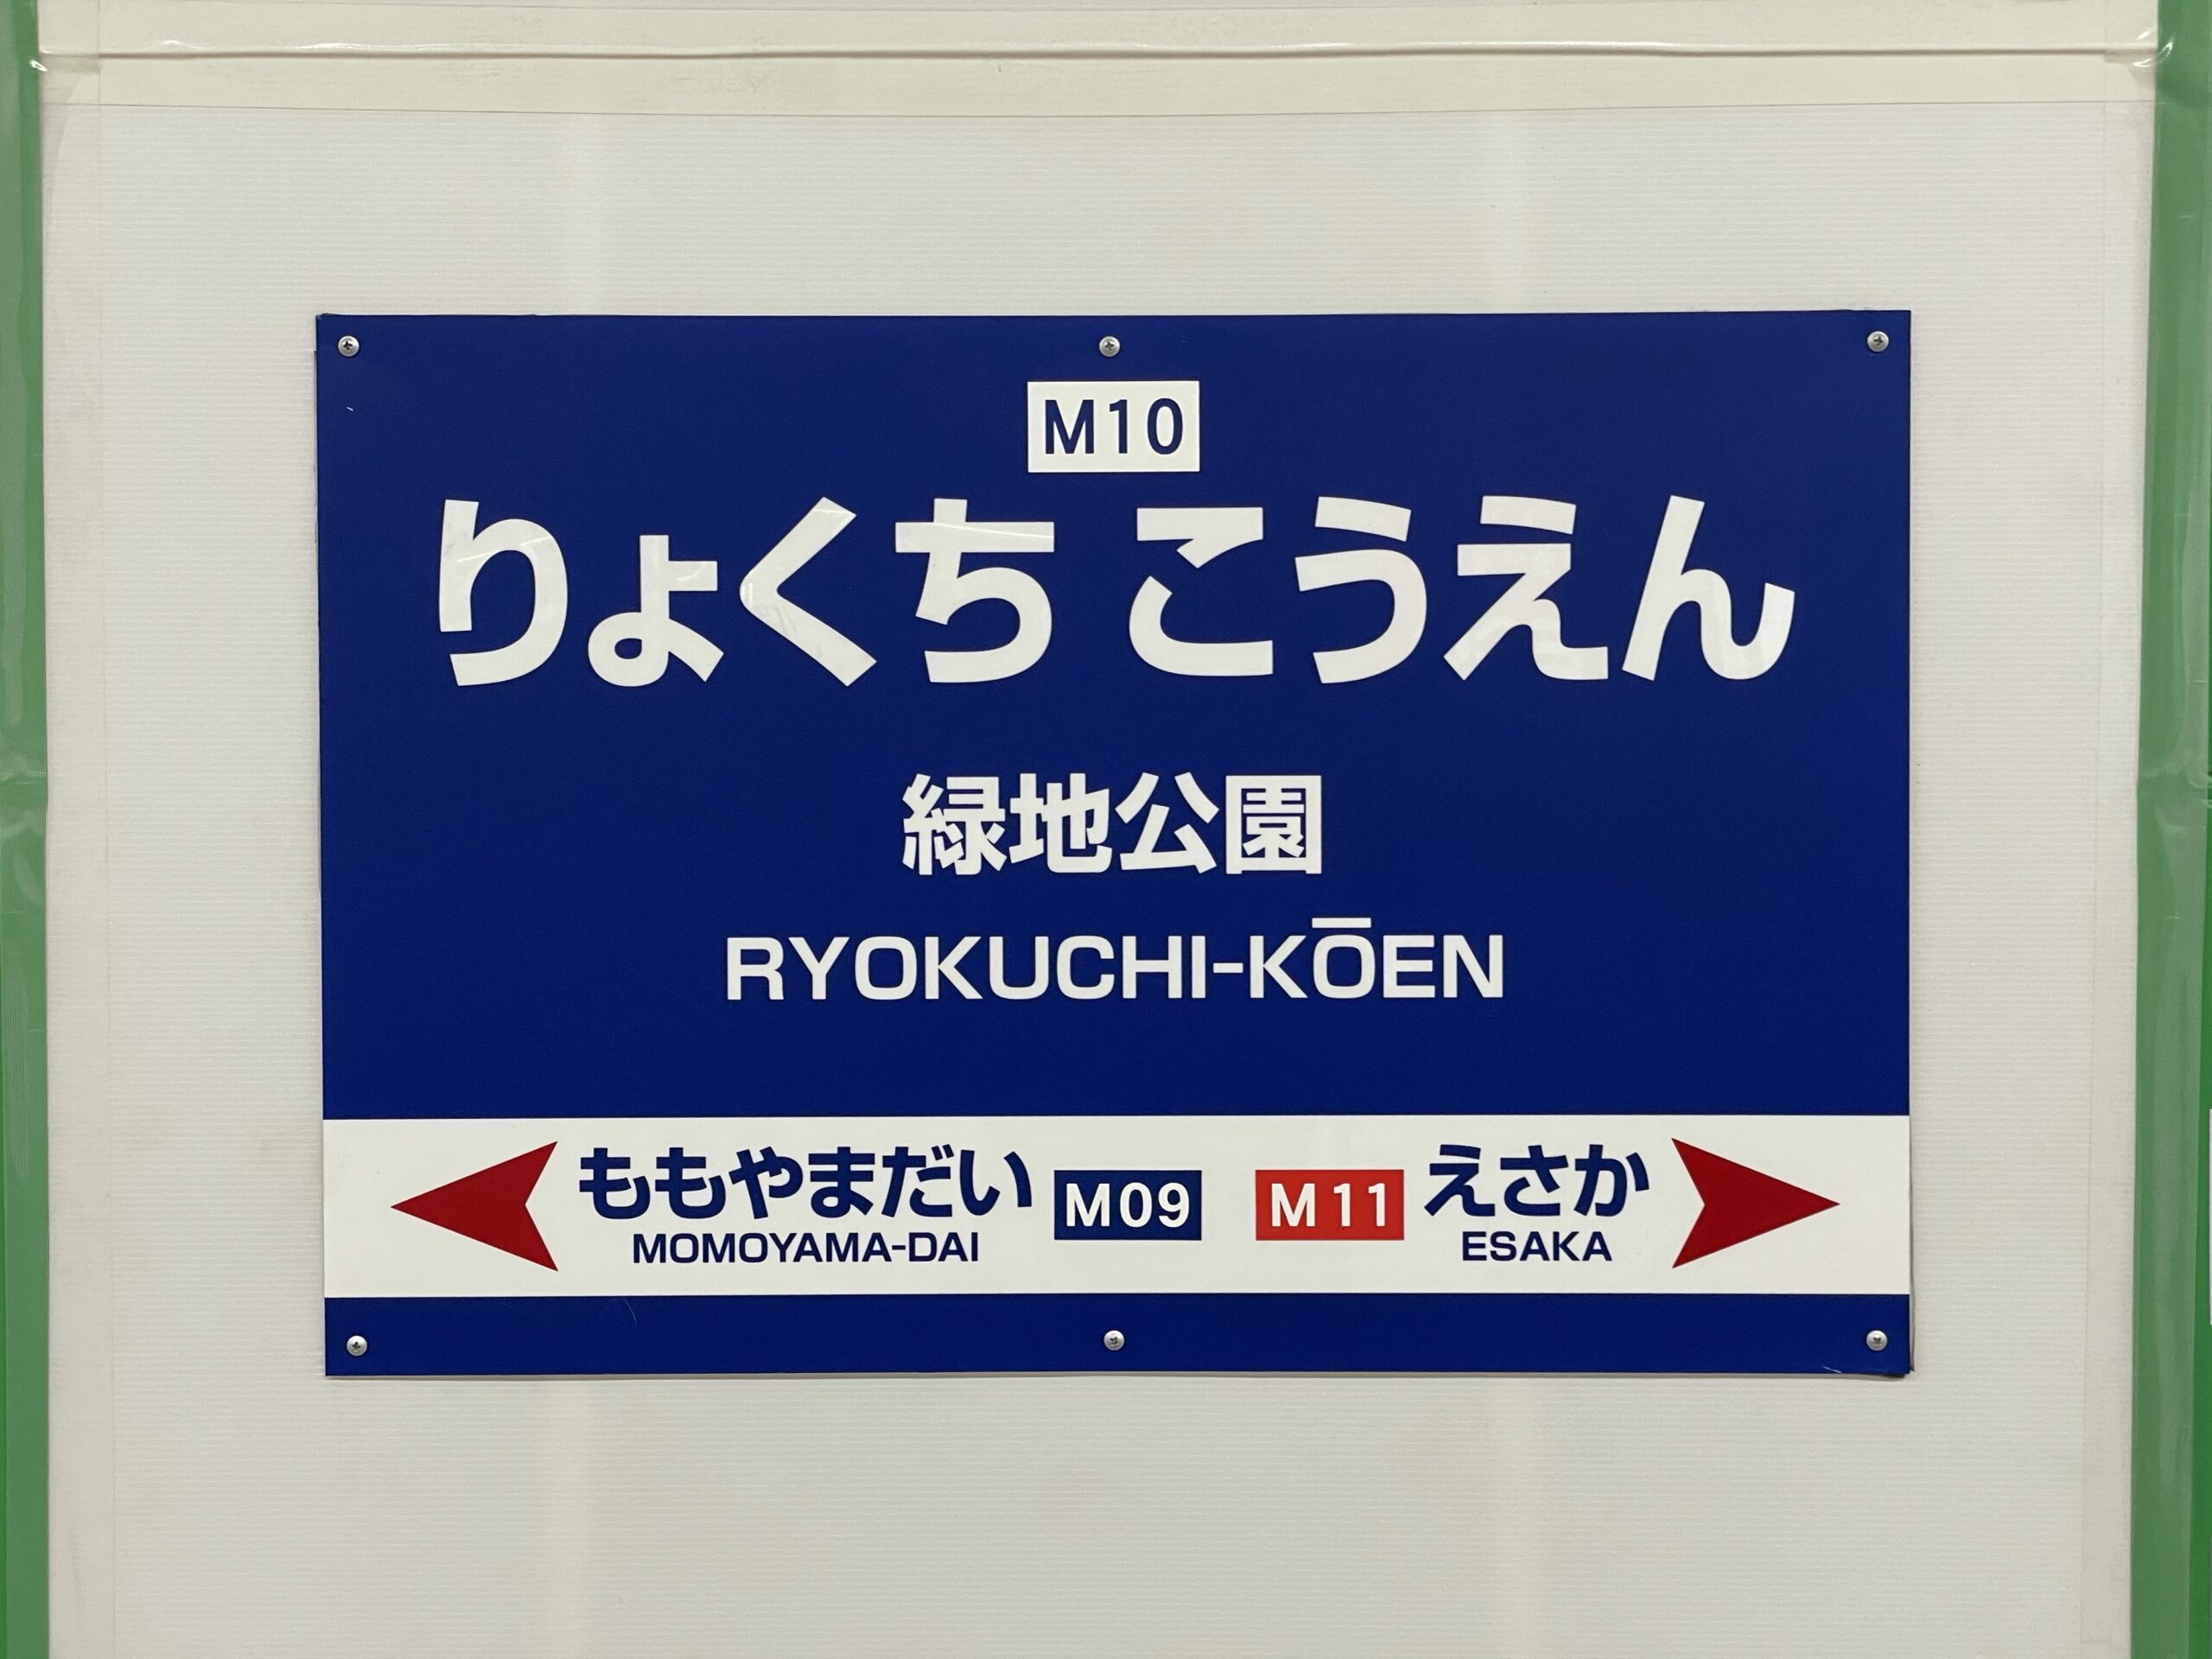 M10
りょくち こうえん
緑地公園
RYOKUCHI-KŌEN
ももやまだい M09 M11 えさか
MOMOYAMA-DAI ESAKA